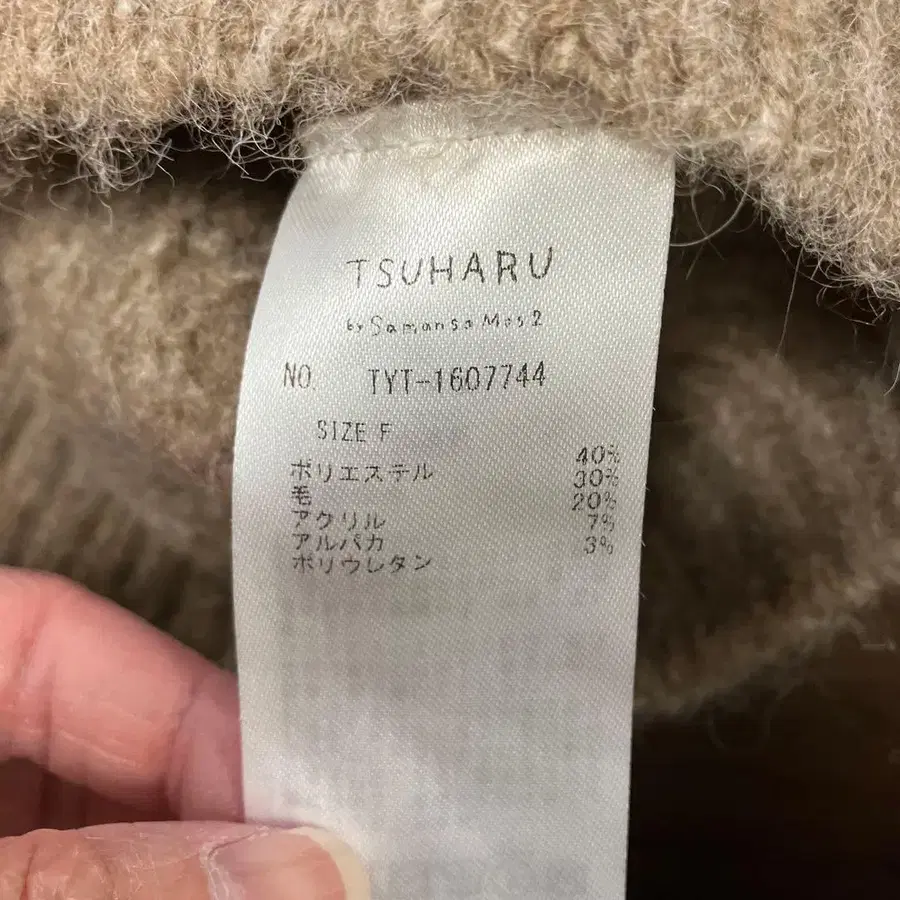 TSUHARU
by Samansa Mos2
NO. TYT-1607744
SIZE F
ポリエステル 40%
毛 30%
アクリル 20%
アルパカ 7%
ポリウレタン 3%